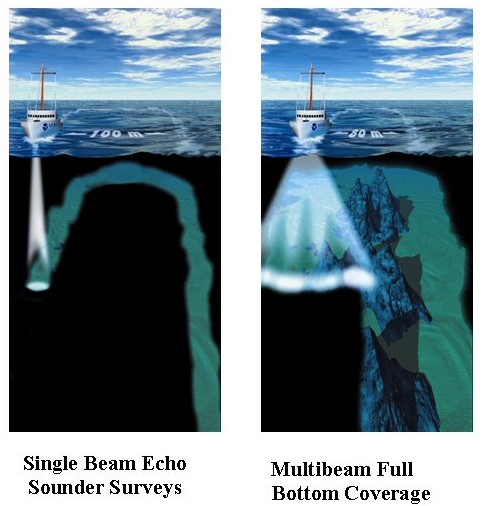 100 m
50 m
Single Beam Echo
Sounder Surveys
Multibeam Full
Bottom Coverage